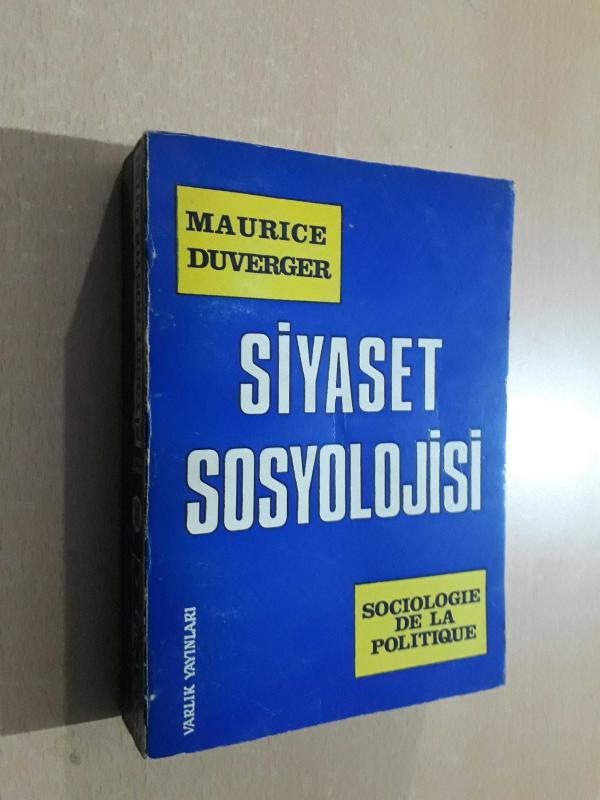 MAURICE
DUVERGER
SİYASET
SOSYOLOJİSİ
SOCIOLOGIE
DE LA
POLITIQUE
VARLIK YAYINLARI